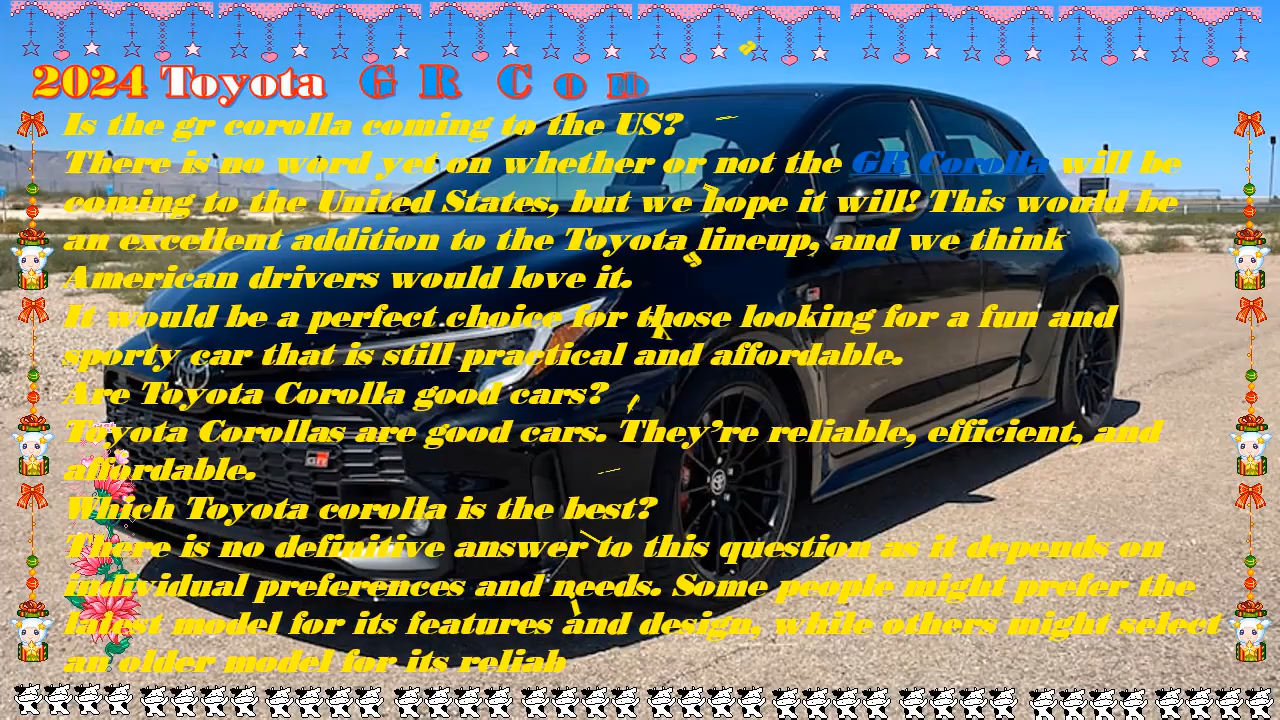 2024 Toyota G R C o
Is the gr corolla coming to the US?
There is no word yet on whether or not the GR Corolla will be
coming to the United States, but we hope it will! This would be
an excellent addition to the Toyota lineup, and we think
American drivers would love it.
It would be a perfect choice for those looking for a fun and
sporty car that is still practical and affordable.
Are Toyota Corolla good cars?
Toyota Corollas are good cars. They’re reliable, efficient, and
affordable.
GR
Which Toyota corolla is the best?
There is no definitive answer to this question as it depends on
individual preferences and needs. Some people might prefer the
latest model for its features and design, while others might select
an older model for its reliab